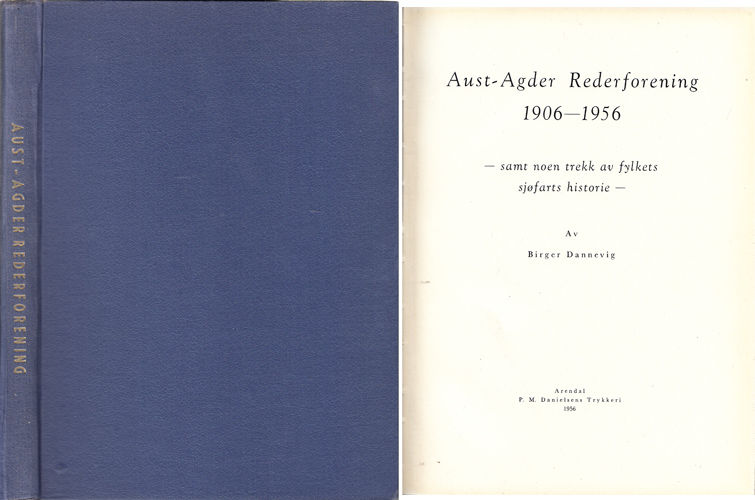 AUST-AGDER REDERFORENING
Aust-Agder Rederforening
1906—1956
— samt noen trekk av fylkets
sjøfarts historie —
Av
Birger Dannevig
Arendal
P. M. Danielsens Trykkeri
1956